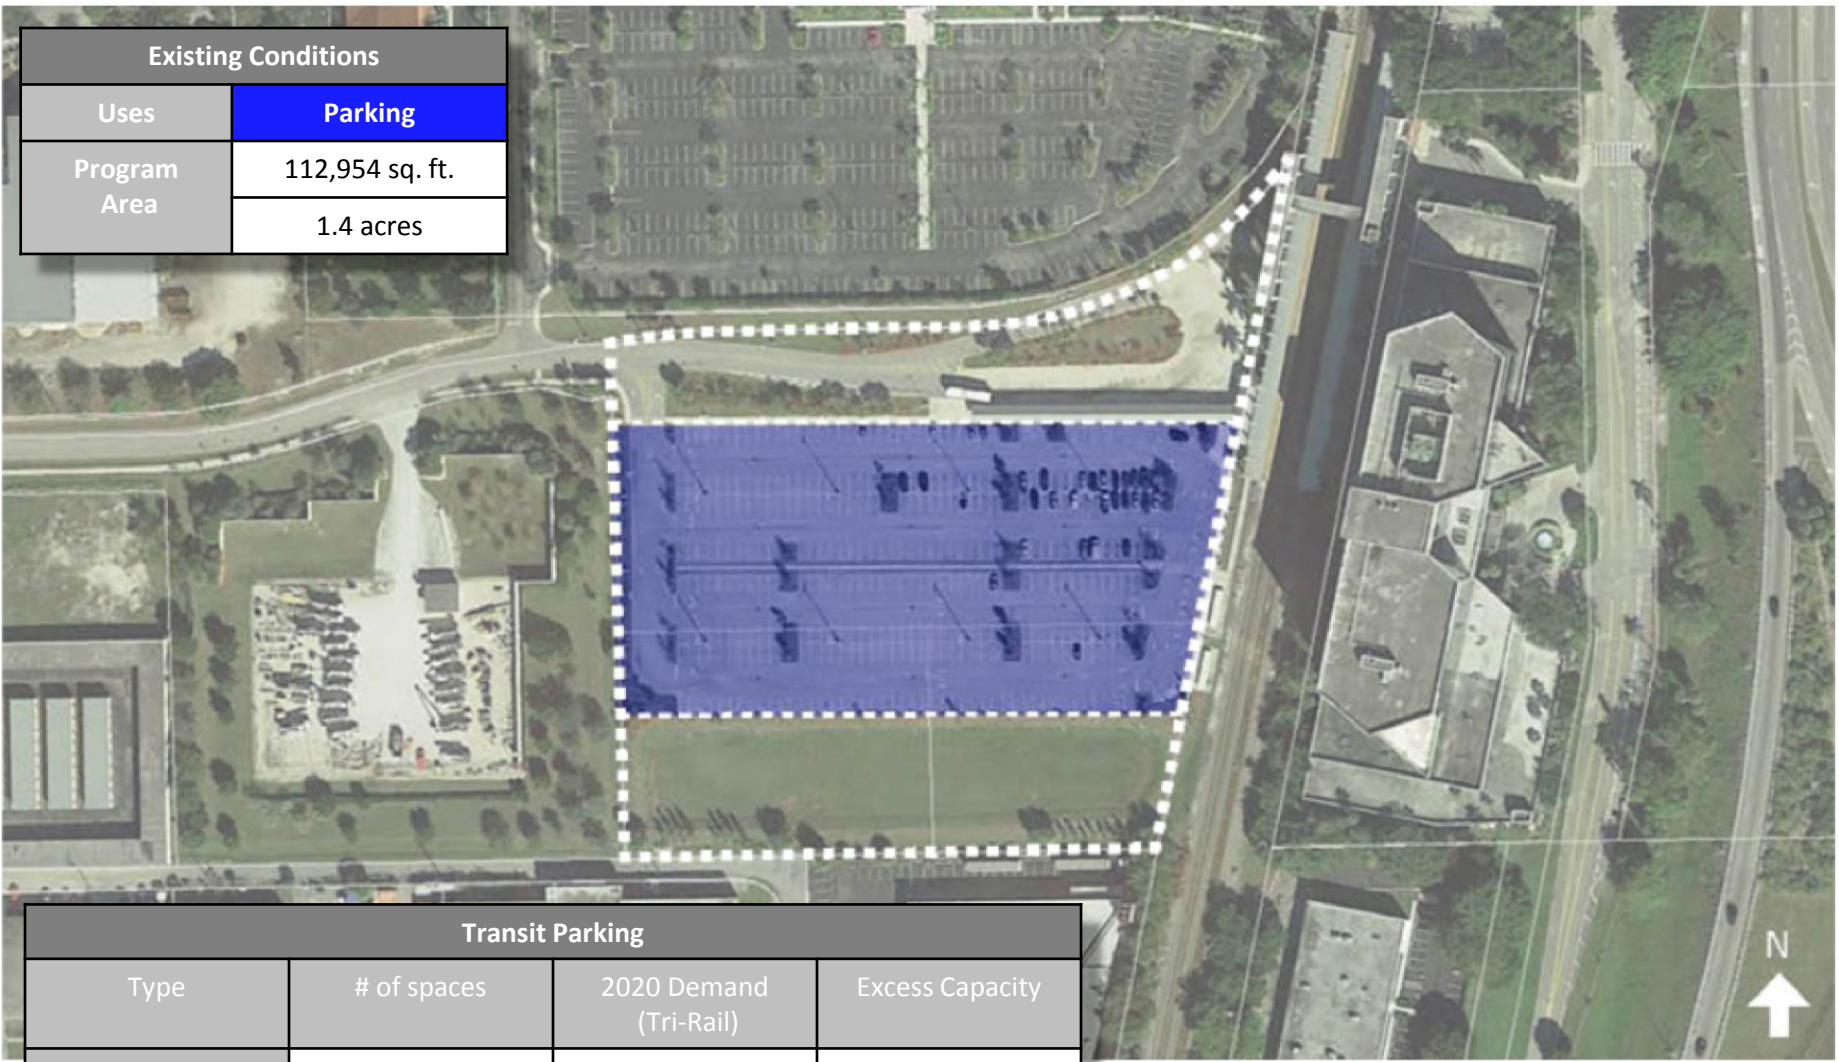 Existing Conditions
Uses
Parking
Program
Area
112,954 sq. ft.
1.4 acres
Transit Parking
Type
# of spaces
2020 Demand
(Tri-Rail)
Excess Capacity
N